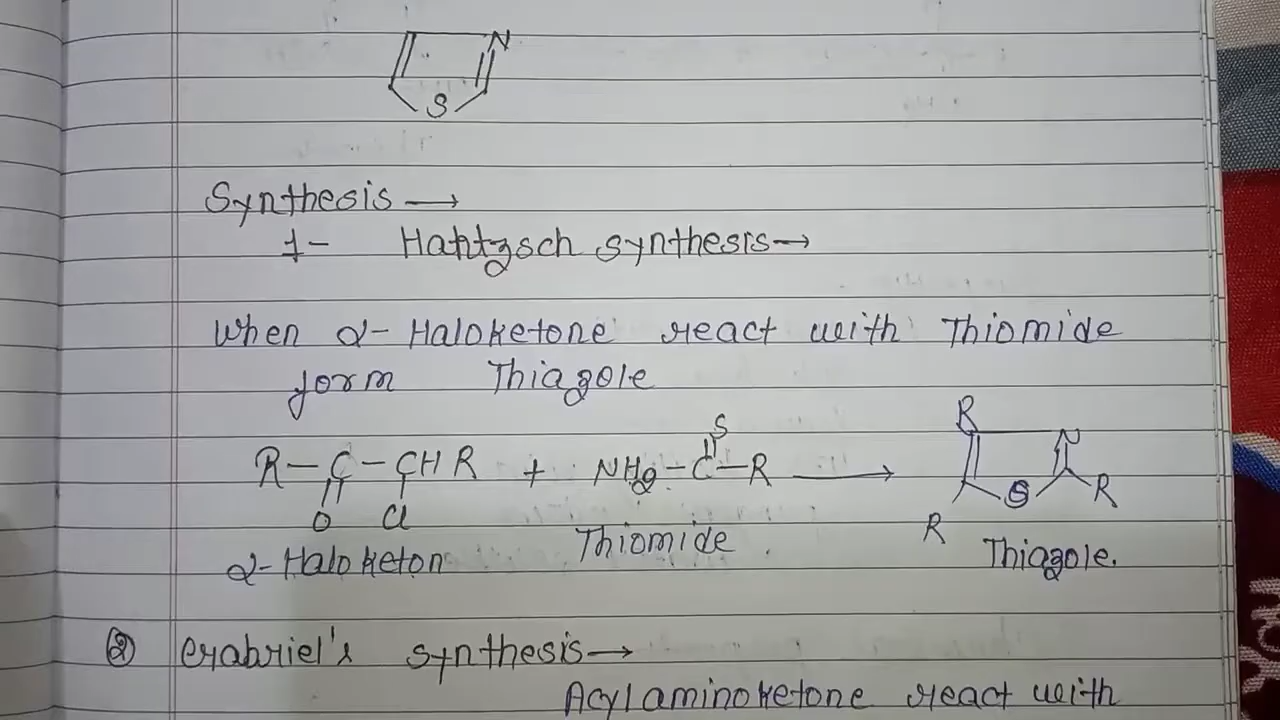 N
S
Synthesis →
1- Hantzsch synthesis →
When α- Haloketone react with Thiomide
form Thiazole
R-C-CHR + NH2-C-R → R N S R R
O Cl S
α-Haloketon Thiomide Thiazole.
② Gabriel's synthesis →
Acylaminoketone react with